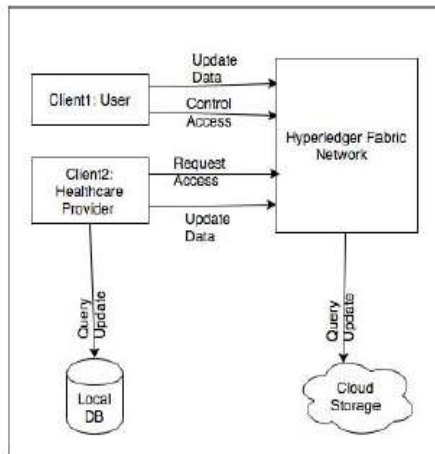 Update
Data
Client1: User
Control
Access
Hyperledger Fabric
Network
Client2:
Healthcare
Provider
Request
Access
Update
Data
Query
Update
Query
Update
Local
DB
Cloud
Storage